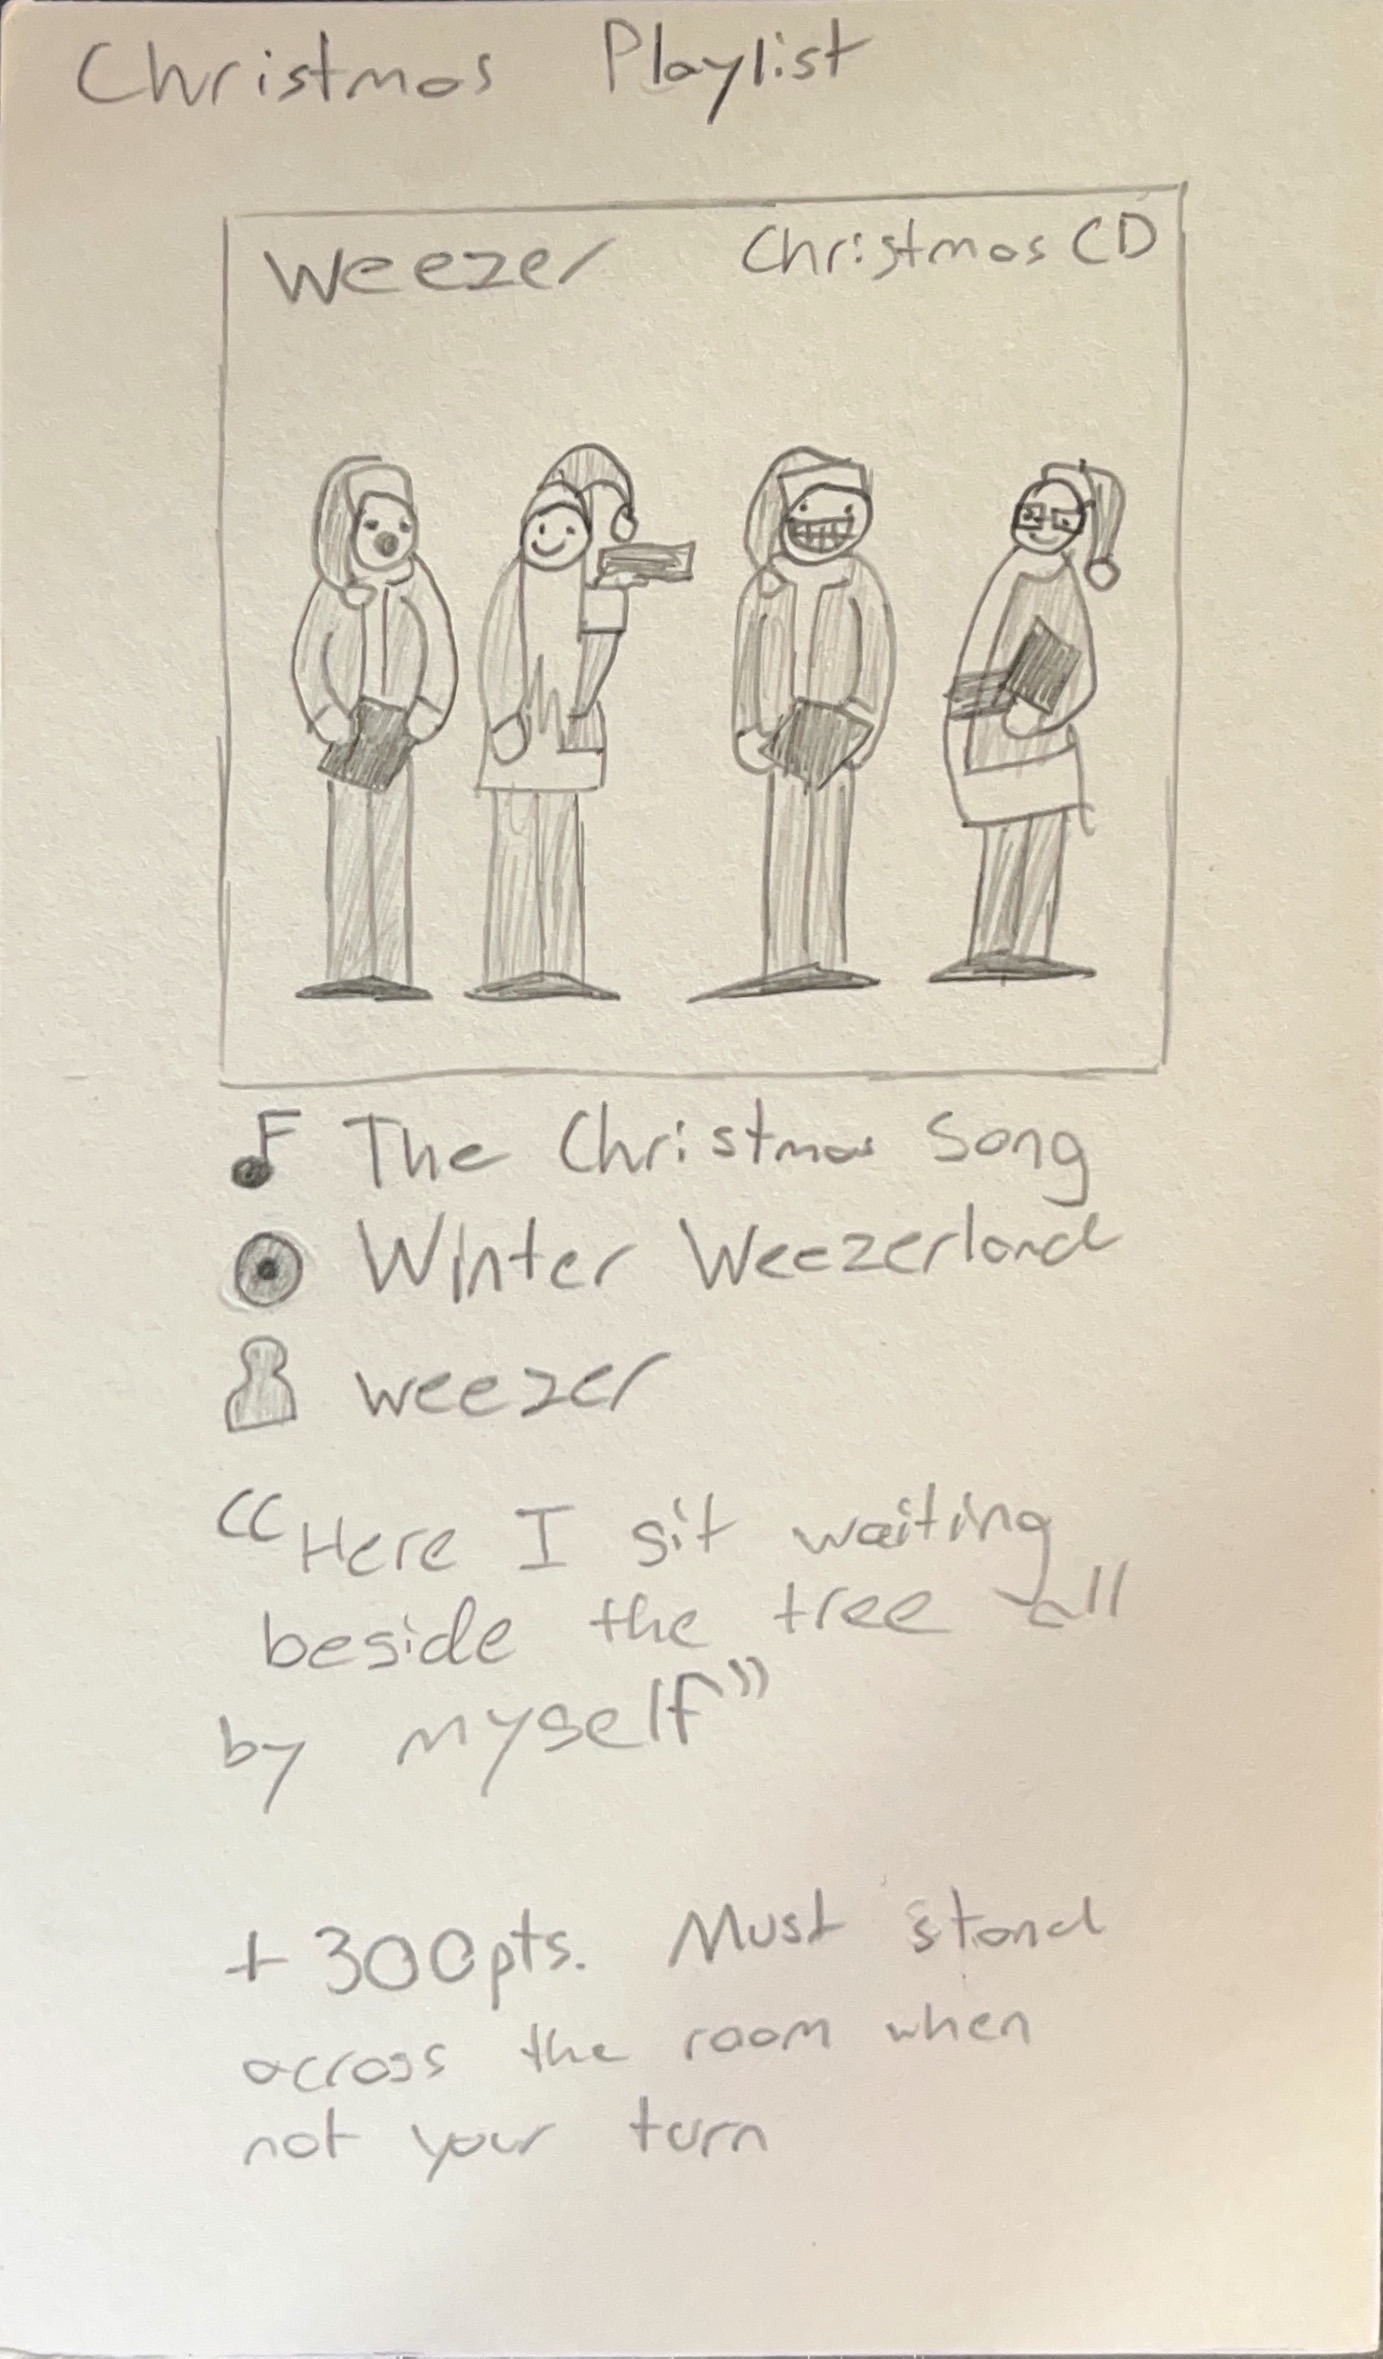 Christmas Playlist
Weezer Christmas CD
The Christmas Song
Winter Weezerland
weezer
"Here I sit waiting
beside the tree all
by myself"
+300pts. Must stand
across the room when
not your turn